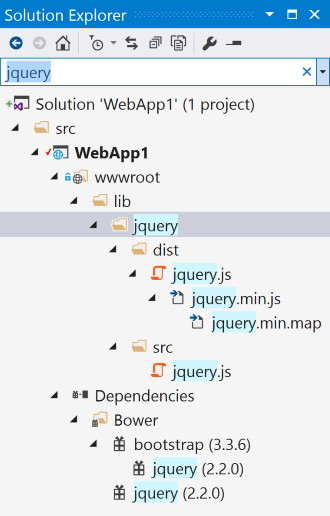 Solution Explorer
jquery
Solution 'WebApp1' (1 project)
src
WebApp1
wwwroot
lib
jquery
dist
jquery.js
jquery.min.js
jquery.min.map
src
jquery.js
Dependencies
Bower
bootstrap (3.3.6)
jquery (2.2.0)
jquery (2.2.0)